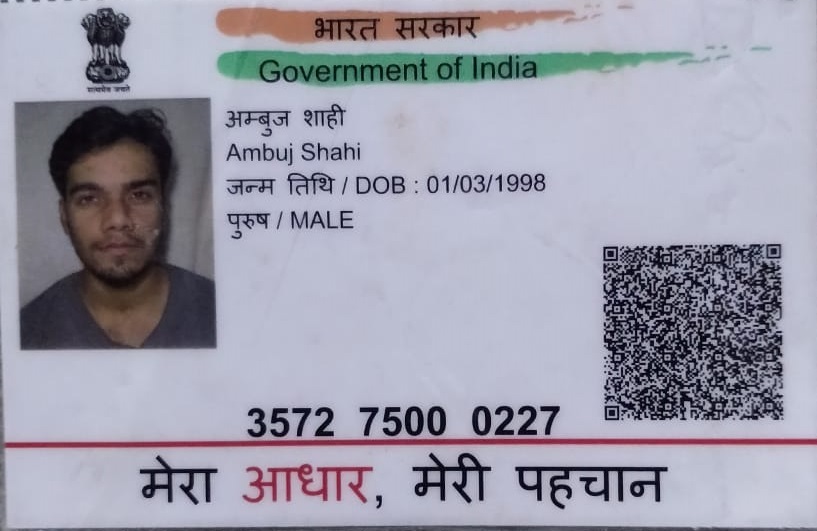 भारत सरकार
Government of India
सत्यमेव जयते
अम्बुज शाही
Ambuj Shahi
जन्म तिथि / DOB : 01/03/1998
पुरुष / MALE
3572 7500 0227
मेरा आधार, मेरी पहचान